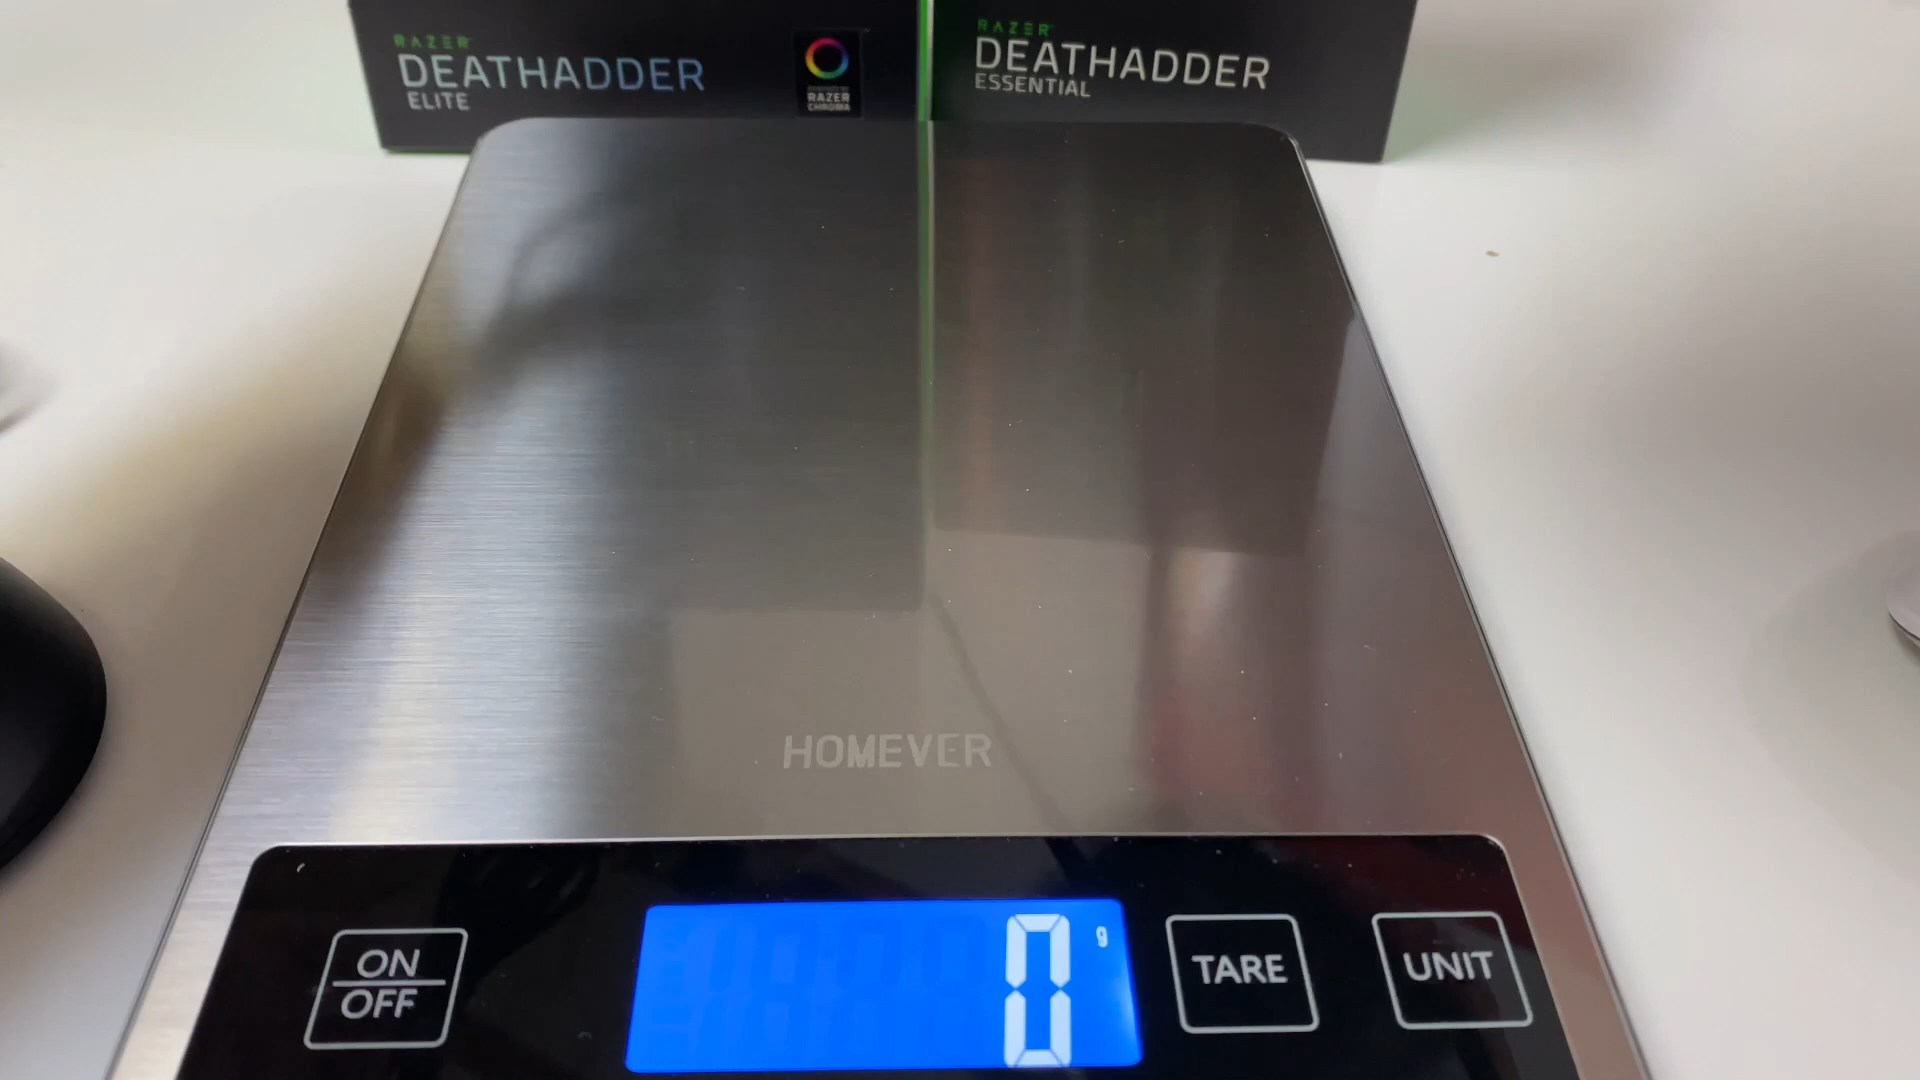 RAZER
DEATHADDER
ELITE
RAZER
CHROMA
RAZER
DEATHADDER
ESSENTIAL
HOMEVER
ON
OFF
0 g
TARE
UNIT